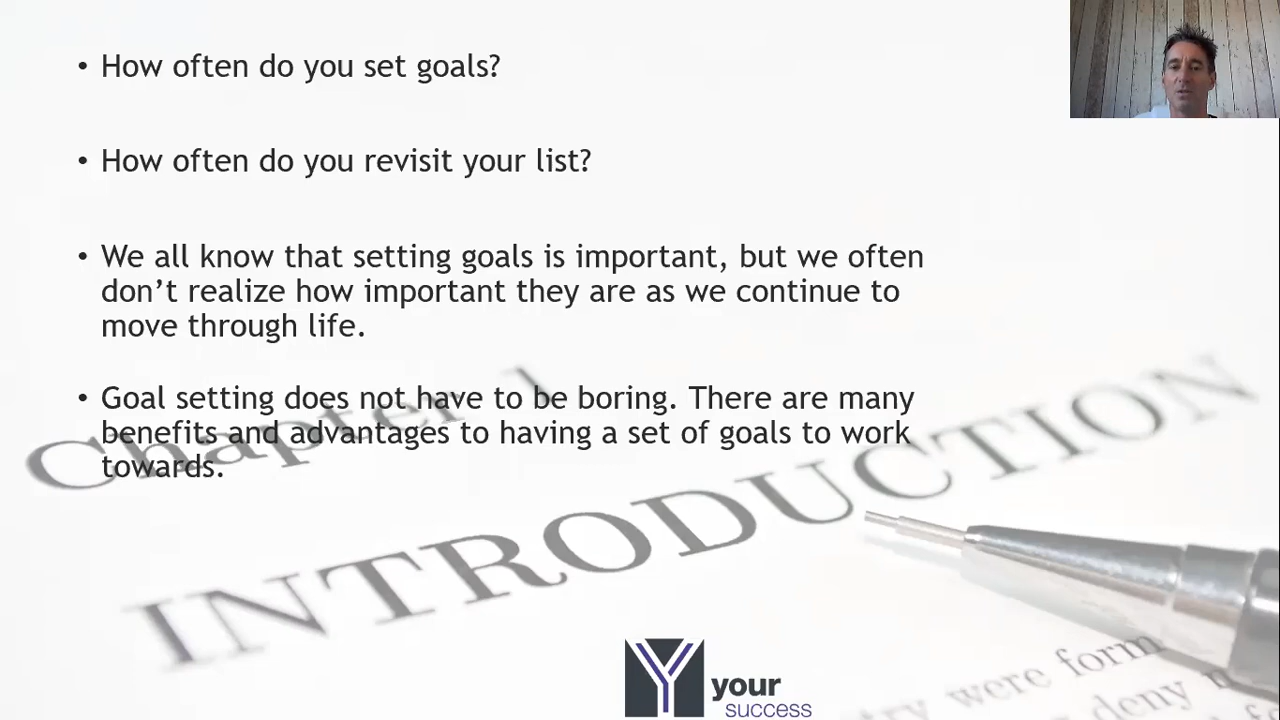 • How often do you set goals?
• How often do you revisit your list?
• We all know that setting goals is important, but we often
don’t realize how important they are as we continue to
move through life.
• Goal setting does not have to be boring. There are many
benefits and advantages to having a set of goals to work
towards.
Chapter 1
INTRODUCTION
were form
deny
your
success